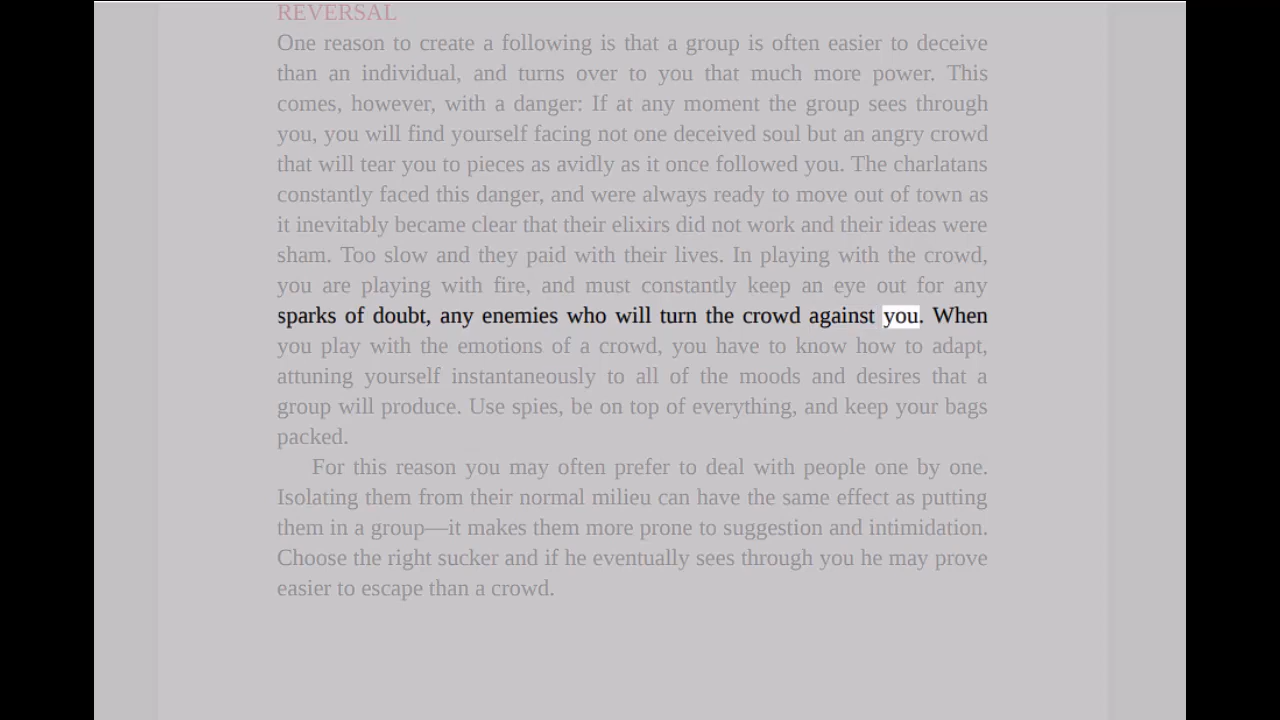 REVERSAL
One reason to create a following is that a group is often easier to deceive
than an individual, and turns over to you that much more power. This
comes, however, with a danger: If at any moment the group sees through
you, you will find yourself facing not one deceived soul but an angry crowd
that will tear you to pieces as avidly as it once followed you. The charlatans
constantly faced this danger, and were always ready to move out of town as
it inevitably became clear that their elixirs did not work and their ideas were
sham. Too slow and they paid with their lives. In playing with the crowd,
you are playing with fire, and must constantly keep an eye out for any
sparks of doubt, any enemies who will turn the crowd against you. When
you play with the emotions of a crowd, you have to know how to adapt,
attuning yourself instantaneously to all of the moods and desires that a
group will produce. Use spies, be on top of everything, and keep your bags
packed.
For this reason you may often prefer to deal with people one by one.
Isolating them from their normal milieu can have the same effect as putting
them in a group—it makes them more prone to suggestion and intimidation.
Choose the right sucker and if he eventually sees through you he may prove
easier to escape than a crowd.